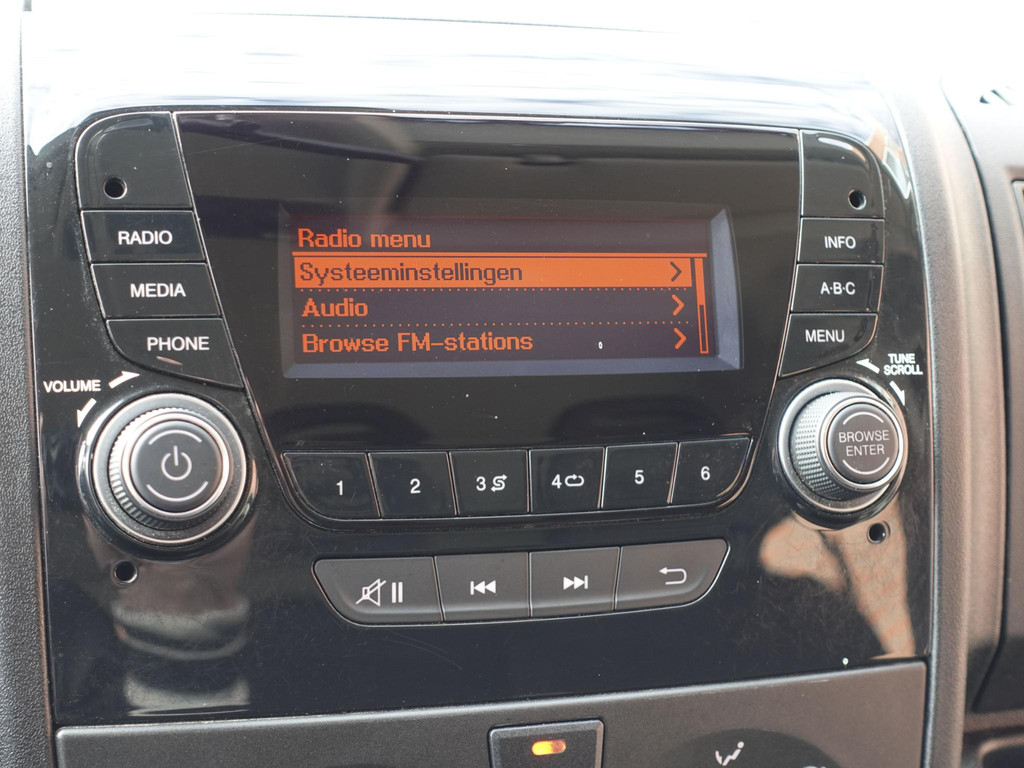 RADIO
MEDIA
PHONE
VOLUME
Radio menu
Systeeminstellingen
Audio
Browse FM-stations
INFO
A·B·C
MENU
TUNE
SCROLL
BROWSE
ENTER
1
2
3
4
5
6